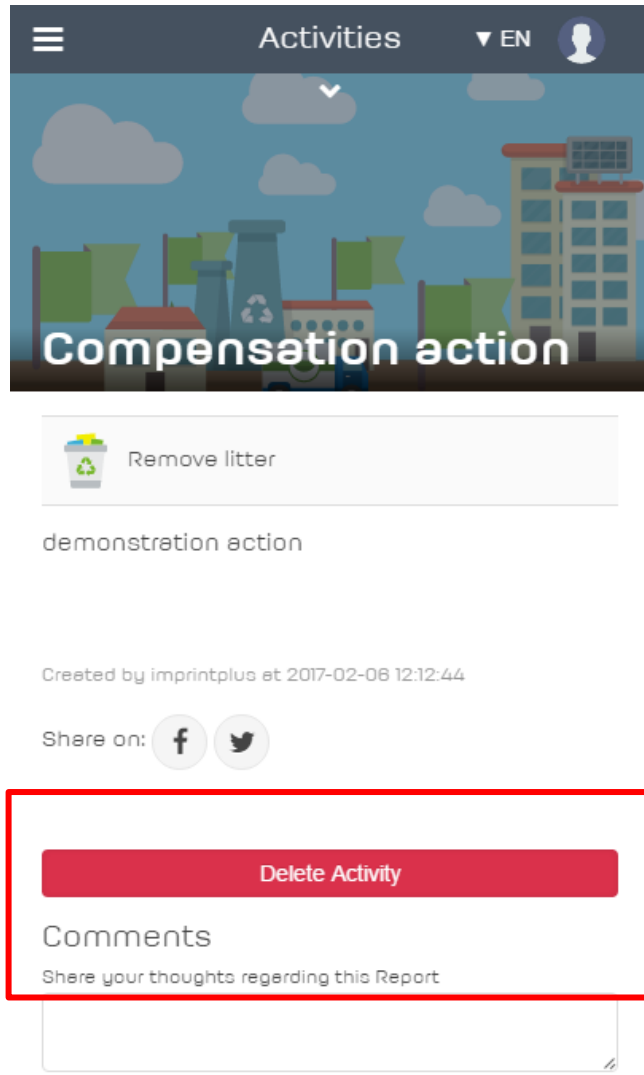 Activities ▼ EN
Compensation action
Remove litter
demonstration action
Created by imprintplus at 2017-02-06 12:12:44
Share on:
Delete Activity
Comments
Share your thoughts regarding this Report